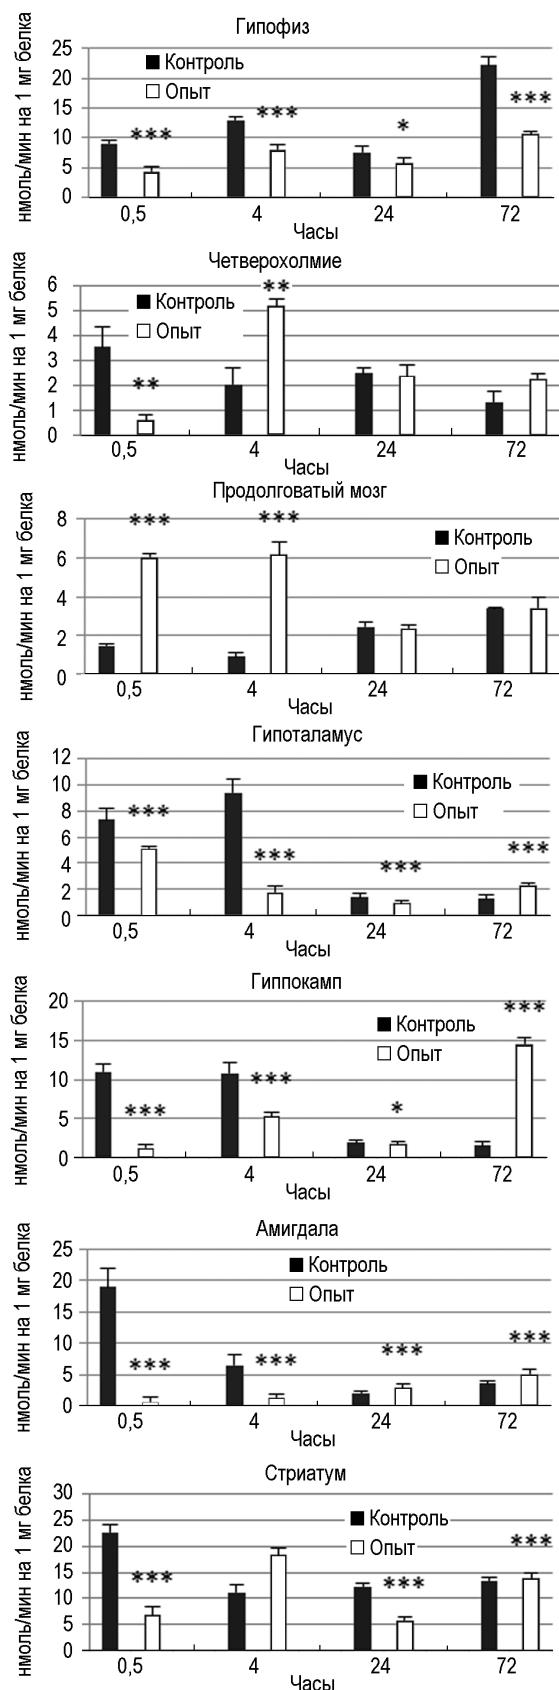 Гипофиз
нмоль/мин на 1 мг белка
25
20
15
10
5
0
Контроль
Опыт
***
***
*
***
0,5
4
24
72
Часы
Четверохолмие
нмоль/мин на 1 мг белка
6
5
4
3
2
1
0
Контроль
Опыт
**
**
0,5
4
24
72
Часы
Продолговатый мозг
нмоль/мин на 1 мг белка
8
6
4
2
0
***
***
Контроль
Опыт
0,5
4
24
72
Часы
Гипоталамус
нмоль/мин на 1 мг белка
12
10
8
6
4
2
0
Контроль
Опыт
***
***
***
***
0,5
4
24
72
Часы
Гиппокамп
нмоль/мин на 1 мг белка
20
15
10
5
0
Контроль
Опыт
***
***
*
***
0,5
4
24
72
Часы
Амигдала
нмоль/мин на 1 мг белка
25
20
15
10
5
0
Контроль
Опыт
***
***
***
***
0,5
4
24
72
Часы
Стриатум
нмоль/мин на 1 мг белка
30
25
20
15
10
5
0
Контроль
Опыт
***
***
***
0,5
4
24
72
Часы